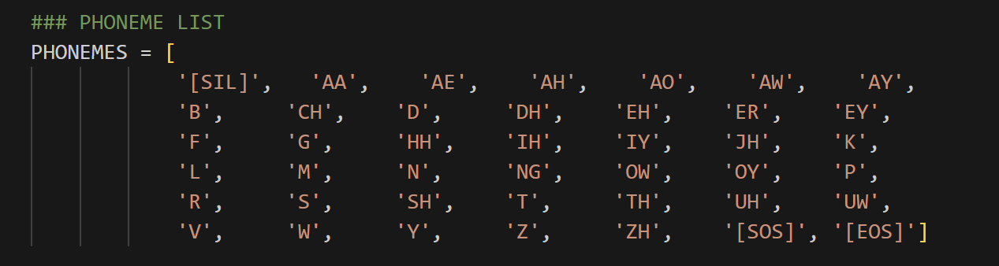 ### PHONEME LIST
PHONEMES = [
'[SIL]', 'AA', 'AE', 'AH', 'AO', 'AW', 'AY',
'B', 'CH', 'D', 'DH', 'EH', 'ER', 'EY',
'F', 'G', 'HH', 'IH', 'IY', 'JH', 'K',
'L', 'M', 'N', 'NG', 'OW', 'OY', 'P',
'R', 'S', 'SH', 'T', 'TH', 'UH', 'UW',
'V', 'W', 'Y', 'Z', 'ZH', '[SOS]', '[EOS]']